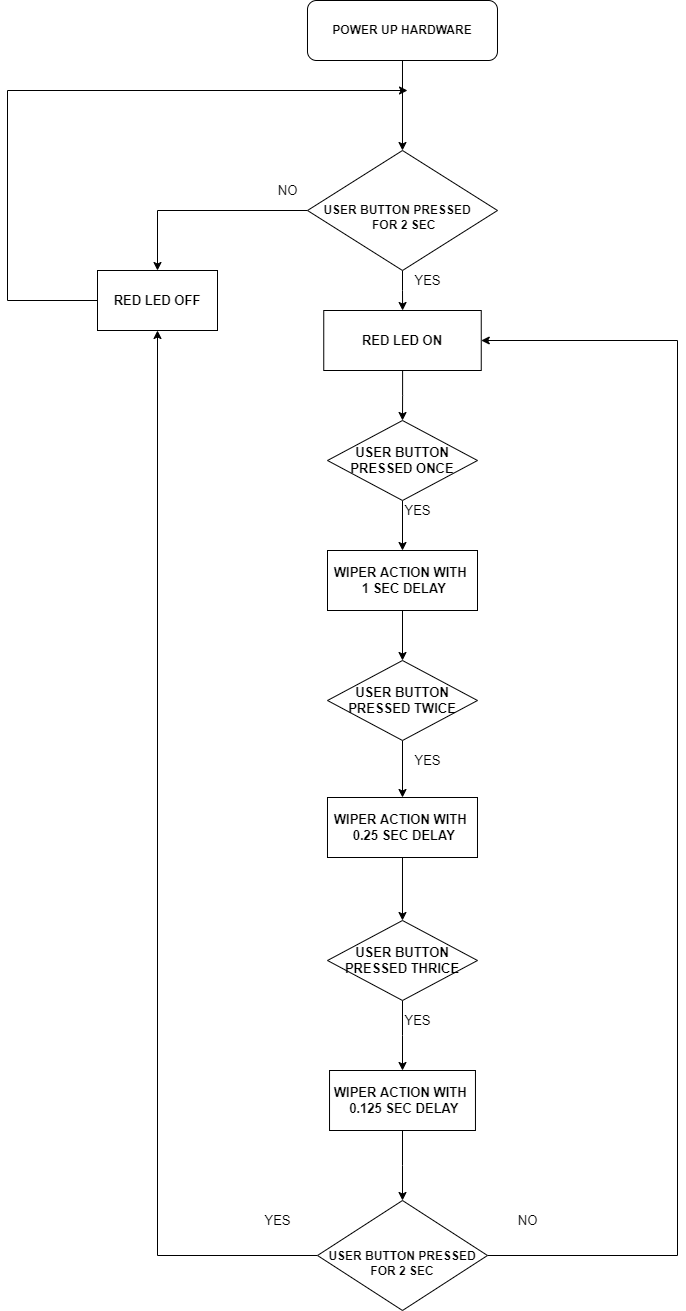 POWER UP HARDWARE
NO
USER BUTTON PRESSED
FOR 2 SEC
YES
RED LED OFF
RED LED ON
USER BUTTON
PRESSED ONCE
YES
WIPER ACTION WITH
1 SEC DELAY
USER BUTTON
PRESSED TWICE
YES
WIPER ACTION WITH
0.25 SEC DELAY
USER BUTTON
PRESSED THRICE
YES
WIPER ACTION WITH
0.125 SEC DELAY
YES
NO
USER BUTTON PRESSED
FOR 2 SEC